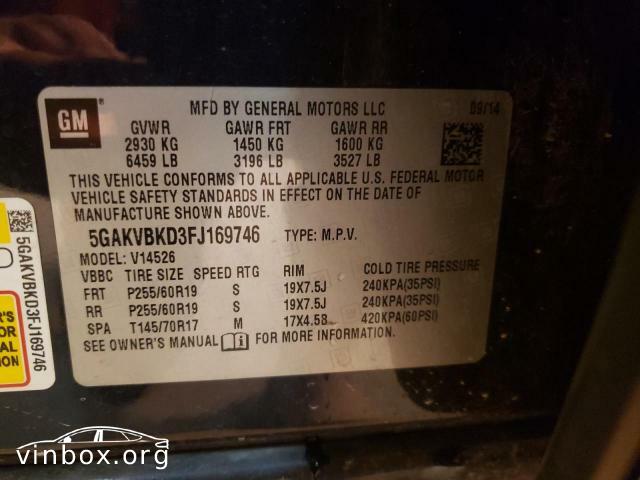 MFD BY GENERAL MOTORS LLC 09/14
GM
GVWR GAWR FRT GAWR RR
2930 KG 1450 KG 1600 KG
6459 LB 3196 LB 3527 LB
THIS VEHICLE CONFORMS TO ALL APPLICABLE U.S. FEDERAL MOTOR
VEHICLE SAFETY STANDARDS IN EFFECT ON THE DATE OF
MANUFACTURE SHOWN ABOVE.
5GAKVBKD3FJ169746 TYPE: M.P.V.
MODEL: V14526
VBBC TIRE SIZE SPEED RTG RIM COLD TIRE PRESSURE
FRT P255/60R19 S 19X7.5J 240KPA(35PSI)
RR P255/60R19 S 19X7.5J 240KPA(35PSI)
SPA T145/70R17 M 17X4.5B 420KPA(60PSI)
SEE OWNER'S MANUAL FOR MORE INFORMATION.
5GAKVBKD3FJ169746
vinbox.org